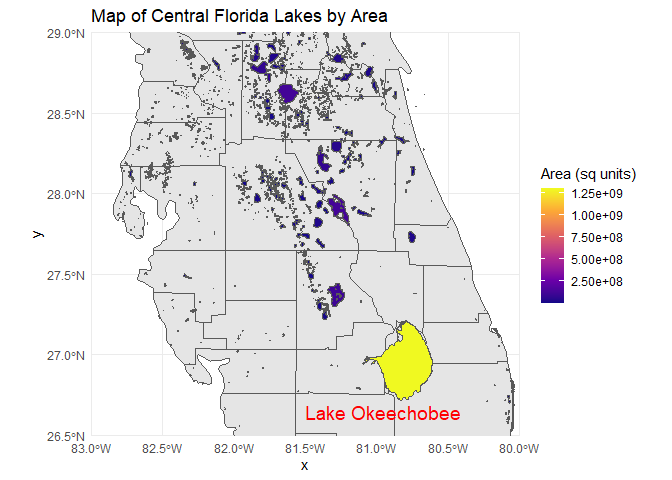 Map of Central Florida Lakes by Area
29.0°N
28.5°N
28.0°N
27.5°N
27.0°N
26.5°N
y
83.0°W 82.5°W 82.0°W 81.5°W 81.0°W 80.5°W 80.0°W
x
Lake Okeechobee
Area (sq units)
1.25e+09
1.00e+09
7.50e+08
5.00e+08
2.50e+08